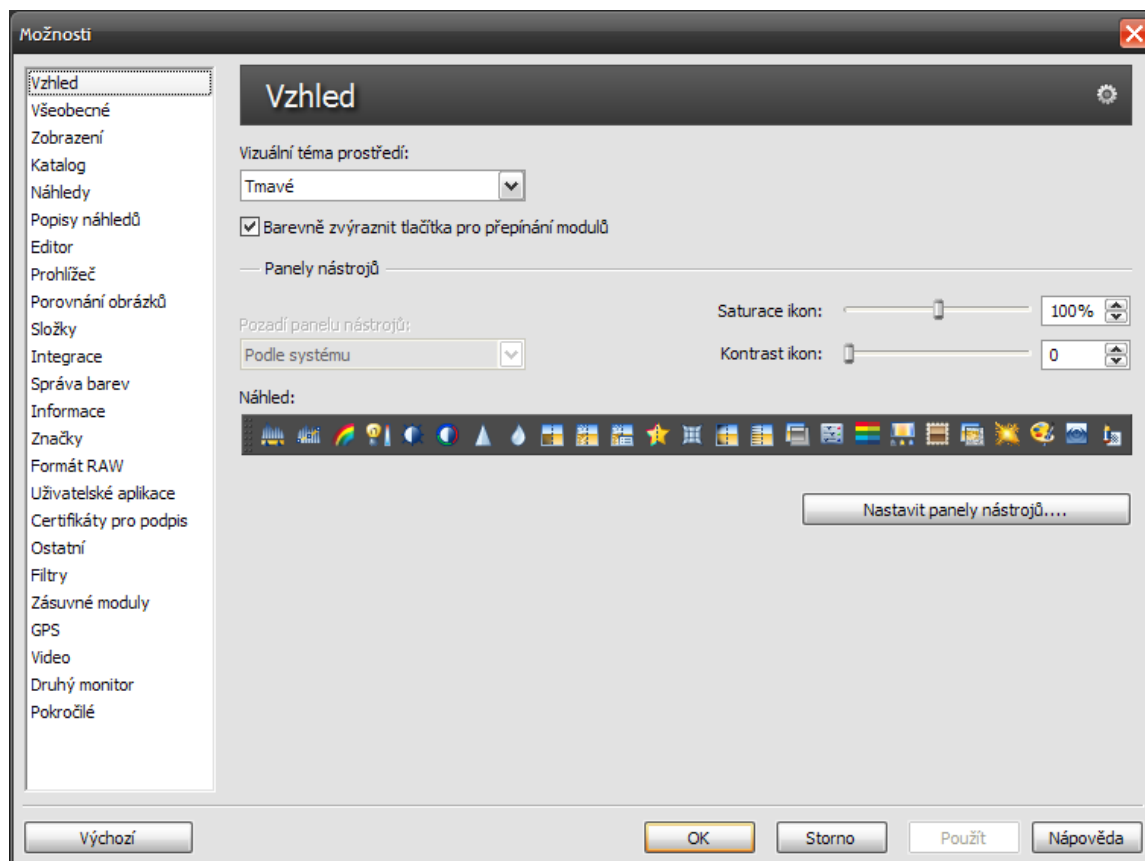 Možnosti
Vzhled
Všeobecné
Zobrazení
Katalog
Náhledy
Popisy náhledů
Editor
Prohlížeč
Porovnání obrázků
Složky
Integrace
Správa barev
Informace
Značky
Formát RAW
Uživatelské aplikace
Certifikáty pro podpis
Ostatní
Filtry
Zásuvné moduly
GPS
Video
Druhý monitor
Pokročilé
Vzhled
Vizuální téma prostředí:
Tmavé
Barevně zvýraznit tlačítka pro přepínání modulů
Panely nástrojů
Pozadí panelu nástrojů:
Podle systému
Saturace ikon: 100%
Kontrast ikon: 0
Náhled:
Nastavit panely nástrojů....
Výchozí OK Storno Použít Nápověda